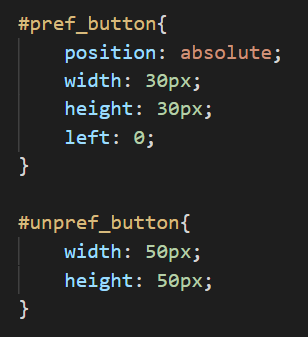 #pref_button{
position: absolute;
width: 30px;
height: 30px;
left: 0;
}
#unpref_button{
width: 50px;
height: 50px;
}